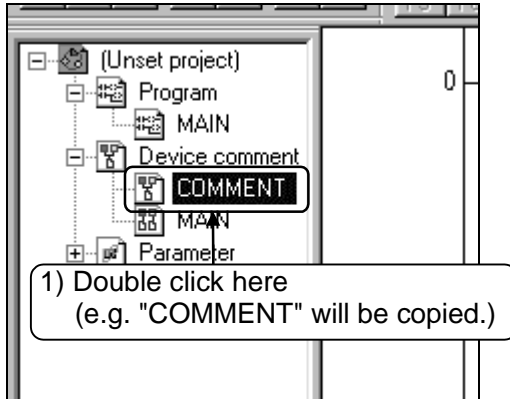 (Unset project)
0
Program
MAIN
Device comment
COMMENT
MAIN
Parameter
1) Double click here
(e.g. "COMMENT" will be copied.)